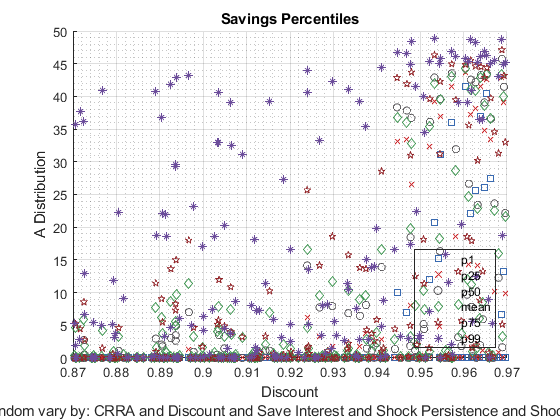 Savings Percentiles
50
45
40
35
30
25
20
15
10
5
0
A Distribution
p1
p25
p50
mean
p75
p99
0.87 0.88 0.89 0.9 0.91 0.92 0.93 0.94 0.95 0.96 0.97
Discount
ndom vary by: CRRA and Discount and Save Interest and Shock Persistence and Sho